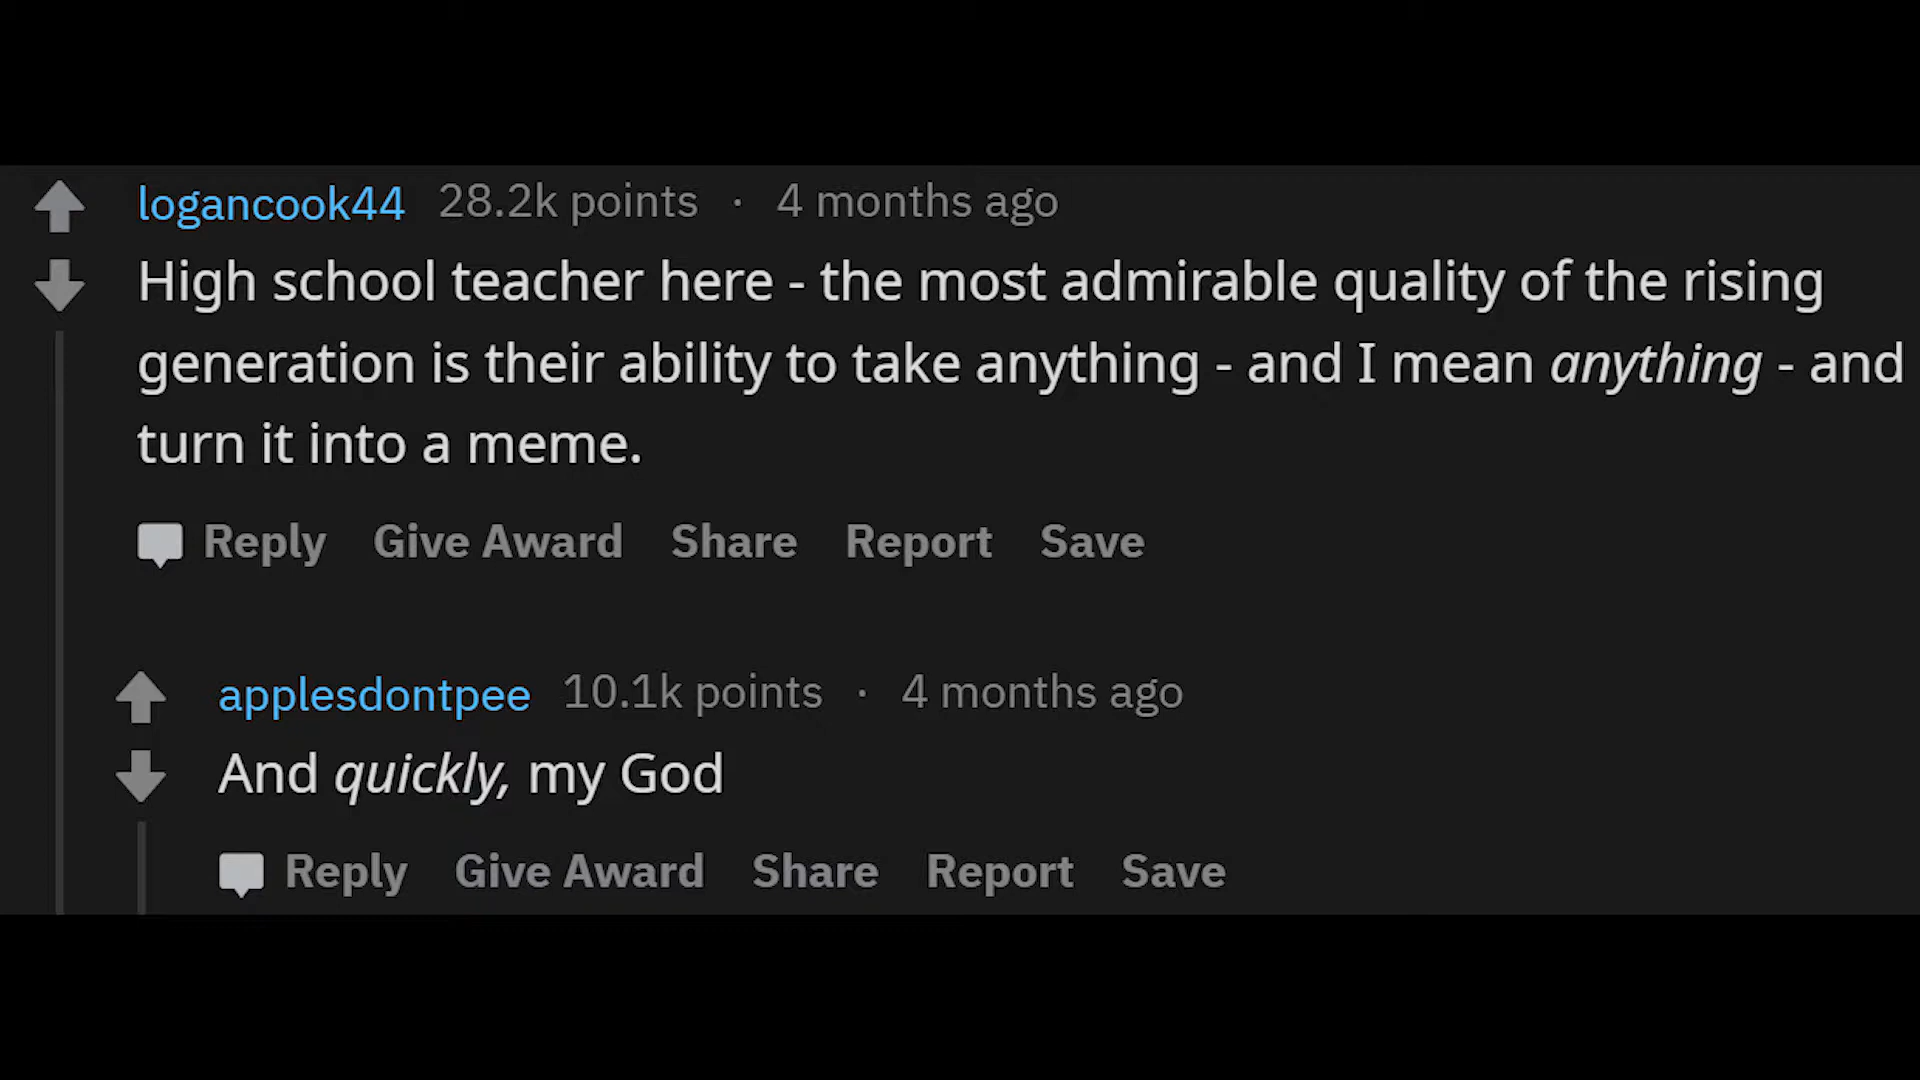 logancook44 28.2k points · 4 months ago
High school teacher here - the most admirable quality of the rising
generation is their ability to take anything - and I mean anything - and
turn it into a meme.
Reply Give Award Share Report Save
applesdontpee 10.1k points · 4 months ago
And quickly, my God
Reply Give Award Share Report Save